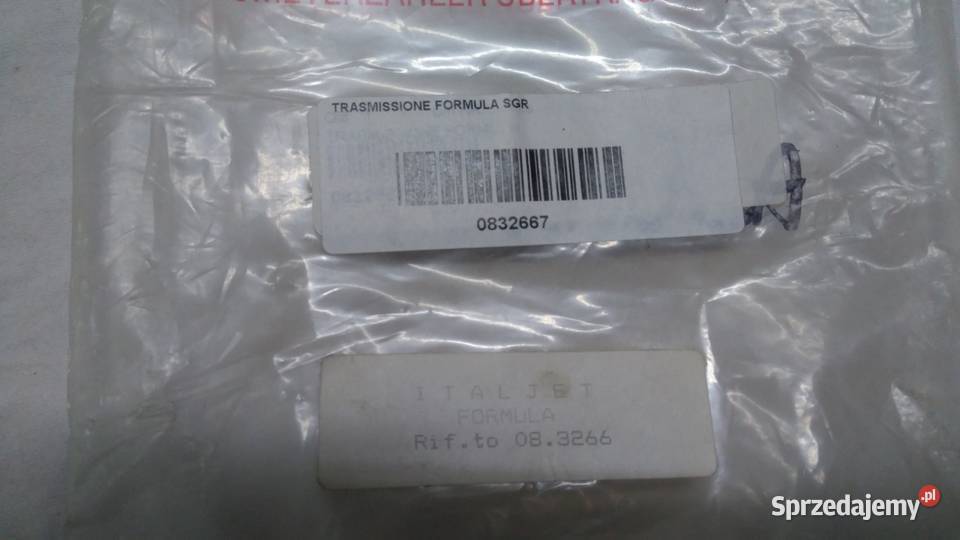 TRASMISSIONE FORMULA SGR
0832667
ITALJET
FORMULA
Rif.to 08.3266
Sprzedajemy.pl